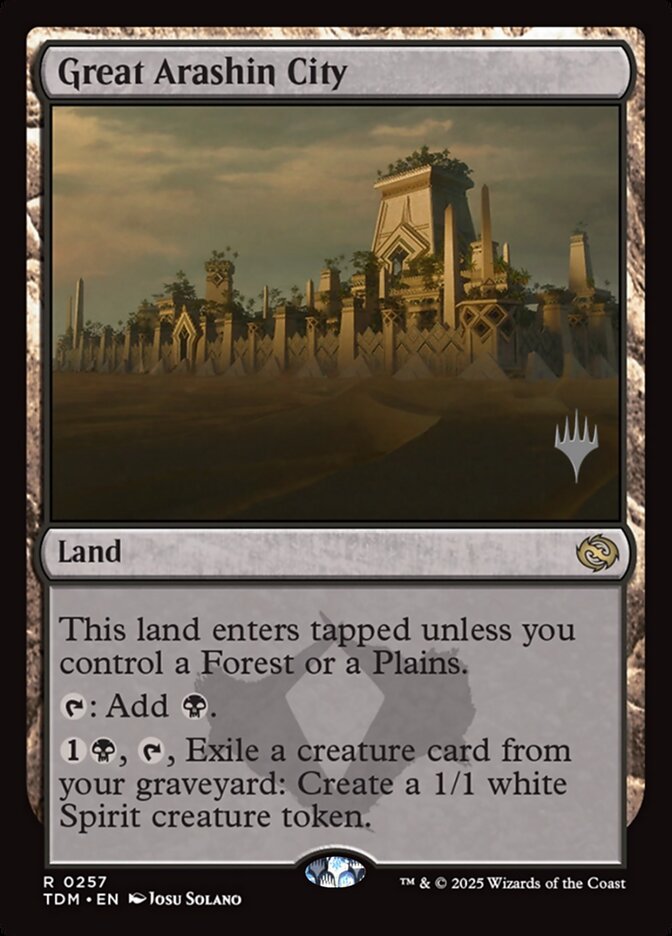 Great Arashin City
Land
This land enters tapped unless you
control a Forest or a Plains.
: Add .
1, , Exile a creature card from
your graveyard: Create a 1/1 white
Spirit creature token.
R 0257
TDM • EN Josu Solano
™ & © 2025 Wizards of the Coast